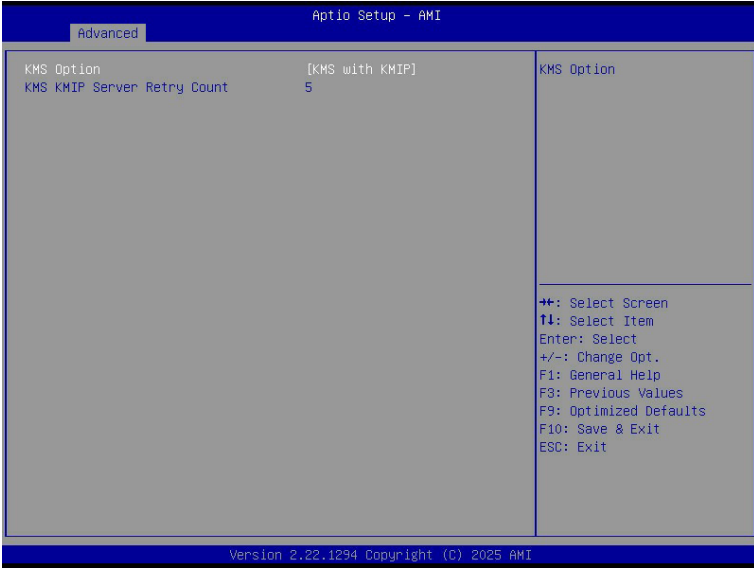 Aptio Setup – AMI
Advanced
KMS Option [KMS with KMIP]
KMS KMIP Server Retry Count 5
KMS Option
→←: Select Screen
↑↓: Select Item
Enter: Select
+/-: Change Opt.
F1: General Help
F3: Previous Values
F9: Optimized Defaults
F10: Save & Exit
ESC: Exit
Version 2.22.1294 Copyright (C) 2025 AMI